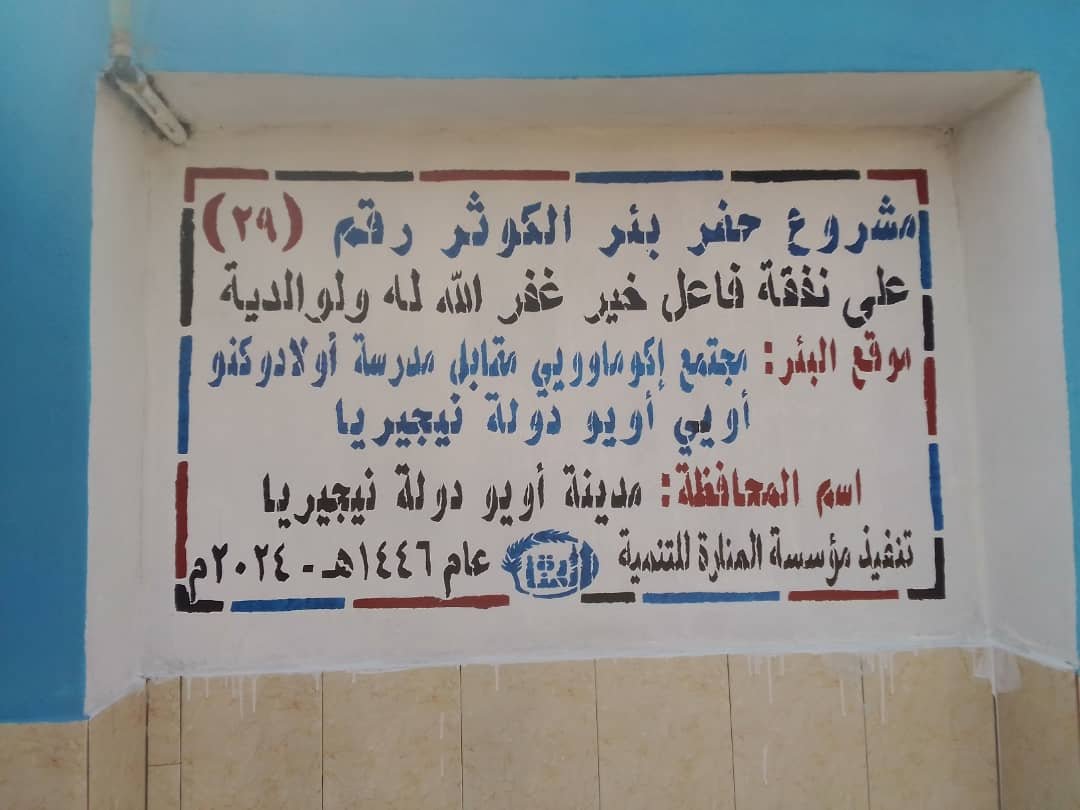 مشروع حفر بئر الكوثر رقم (٢٩)
على نفقة فاعل خير غفر الله له ولوالدية
موقع البئر: مجتمع إكوماوويي مقابل مدرسة أولادوكنو
أويي أويو دولة نيجيريا
اسم المحافظة: مدينة أويو دولة نيجيريا
تنفيذ مؤسسة المنارة للتنمية المنارة عام ١٤٤٦هـ - ٢٠٢٤م